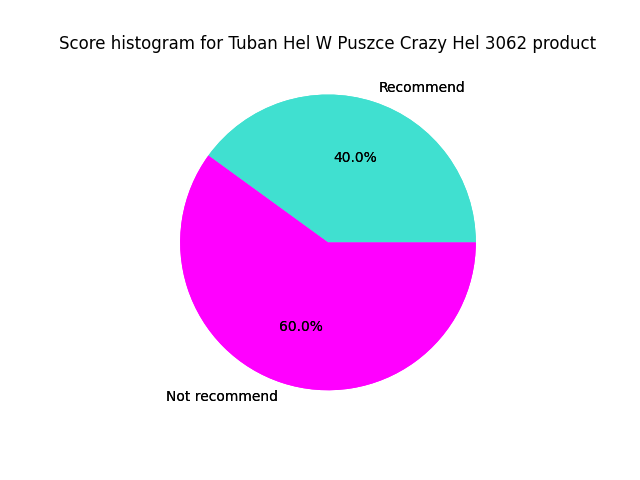 Score histogram for Tuban Hel W Puszce Crazy Hel 3062 product
Recommend
40.0%
60.0%
Not recommend